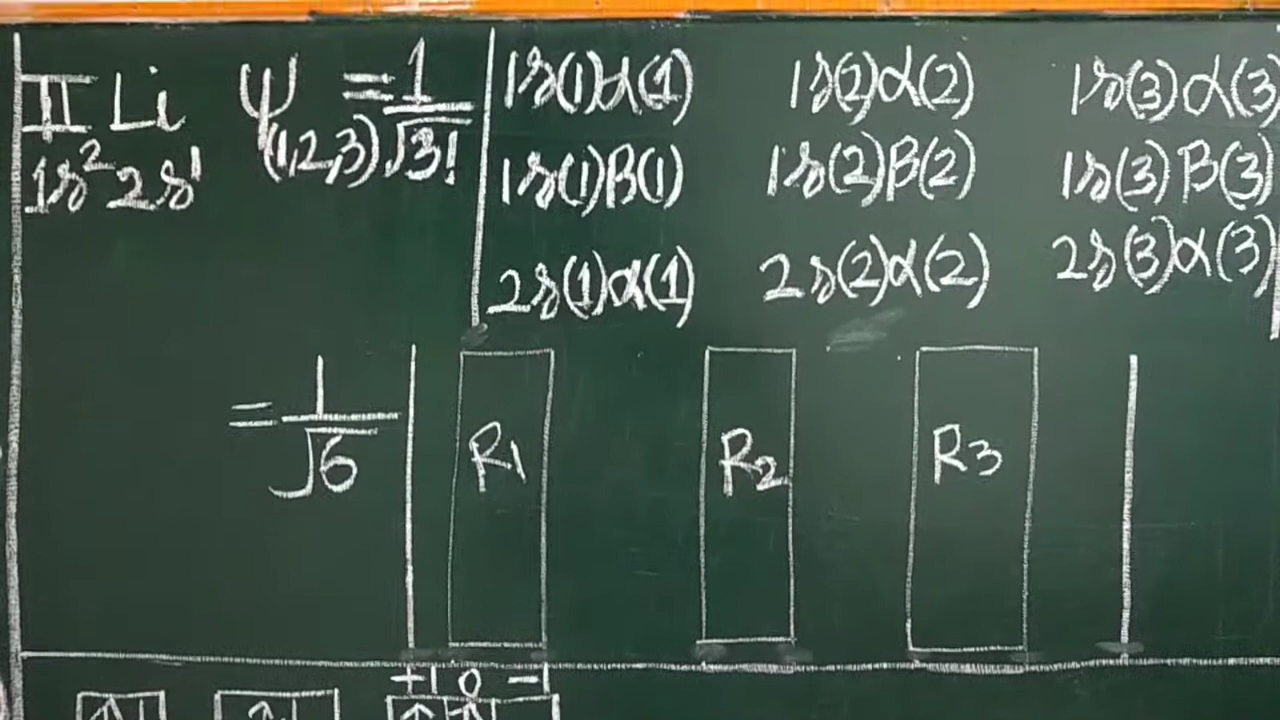 II Li ψ(1,2,3) = 1/√3! | 1s(1)α(1) 1s(2)α(2) 1s(3)α(3)
1s² 2s¹ 1s(1)β(1) 1s(2)β(2) 1s(3)β(3)
2s(1)α(1) 2s(2)α(2) 2s(3)α(3) |
= 1/√6 | R1 R2 R3 |
+1 0 -1